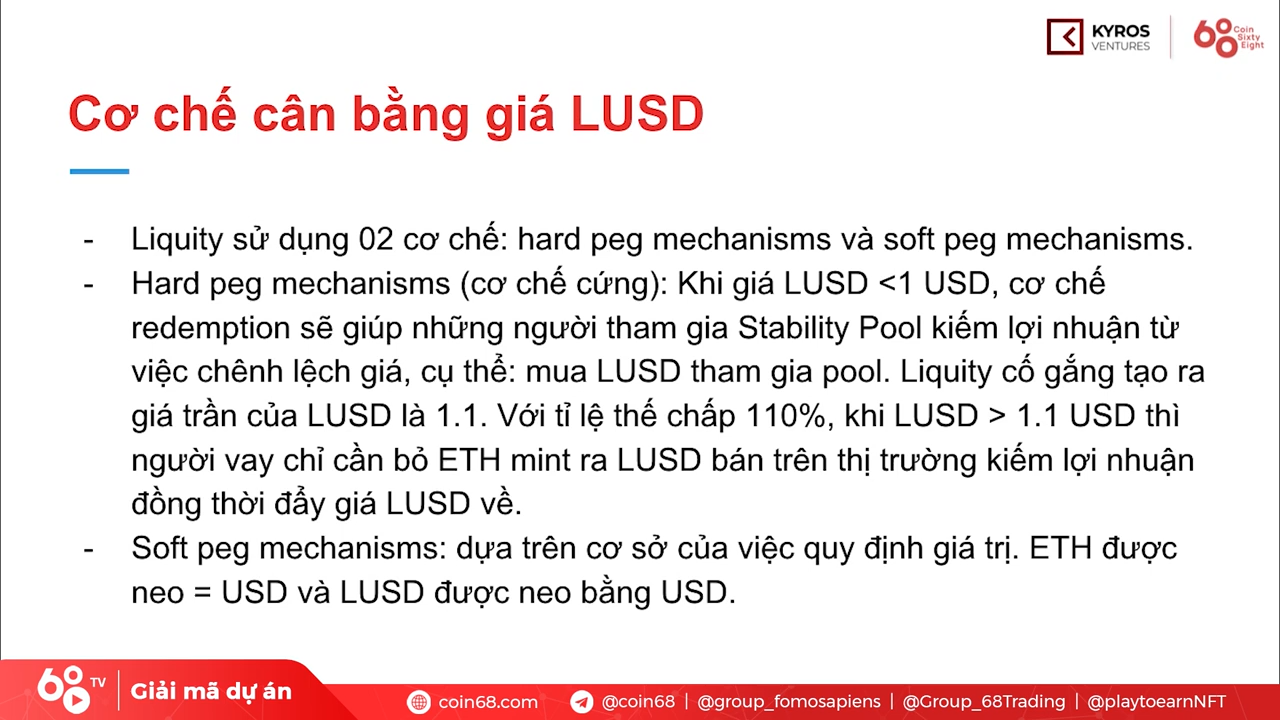 KYROS
VENTURES
68
Coin
Sixty
Eight
Cơ chế cân bằng giá LUSD
- Liquity sử dụng 02 cơ chế: hard peg mechanisms và soft peg mechanisms.
- Hard peg mechanisms (cơ chế cứng): Khi giá LUSD <1 USD, cơ chế
redemption sẽ giúp những người tham gia Stability Pool kiếm lợi nhuận từ
việc chênh lệch giá, cụ thể: mua LUSD tham gia pool. Liquity cố gắng tạo ra
giá trần của LUSD là 1.1. Với tỉ lệ thế chấp 110%, khi LUSD > 1.1 USD thì
người vay chỉ cần bỏ ETH mint ra LUSD bán trên thị trường kiếm lợi nhuận
đồng thời đẩy giá LUSD về.
- Soft peg mechanisms: dựa trên cơ sở của việc quy định giá trị. ETH được
neo = USD và LUSD được neo bằng USD.
68 TV | Giải mã dự án
coin68.com @coin68 | @group_fomosapiens | @Group_68Trading | @playtoearnNFT